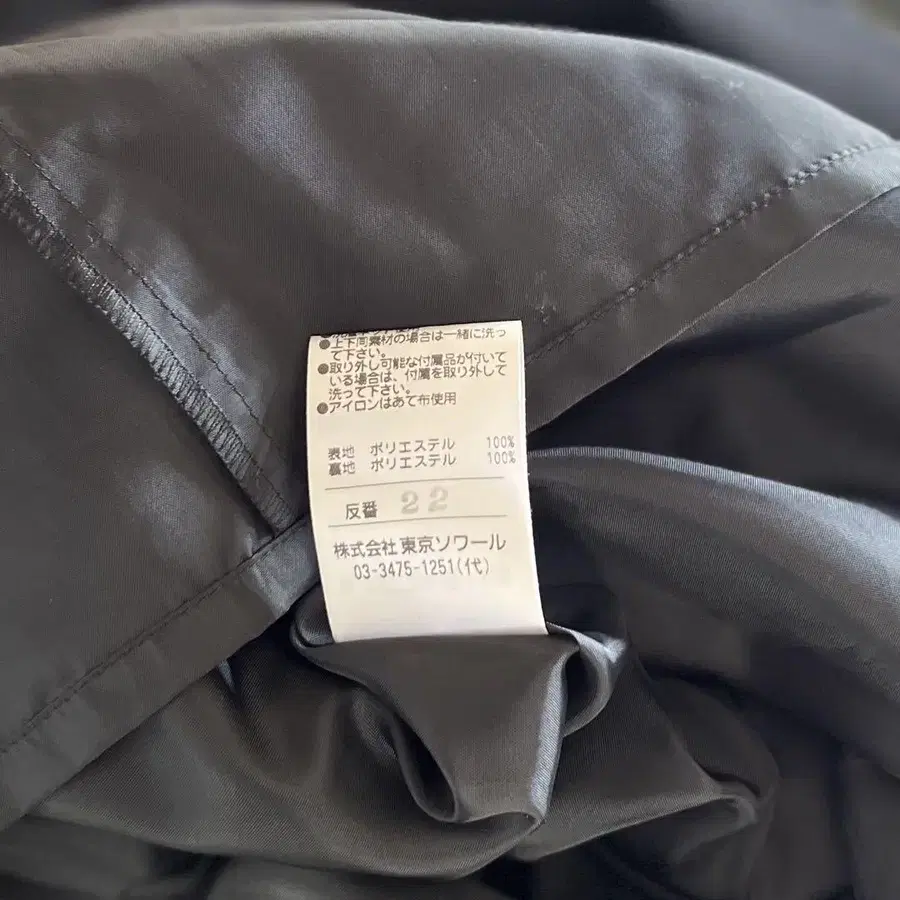 ●上下同素材の場合は一緒に洗っ
て下さい。
●取り外し可能な付属品が付いて
いる場合は、付属を取り外して
洗って下さい。
●アイロンはあて布使用
表地 ポリエステル 100%
裏地 ポリエステル 100%
反番 22
株式会社 東京ソワール
03-3475-1251(代)